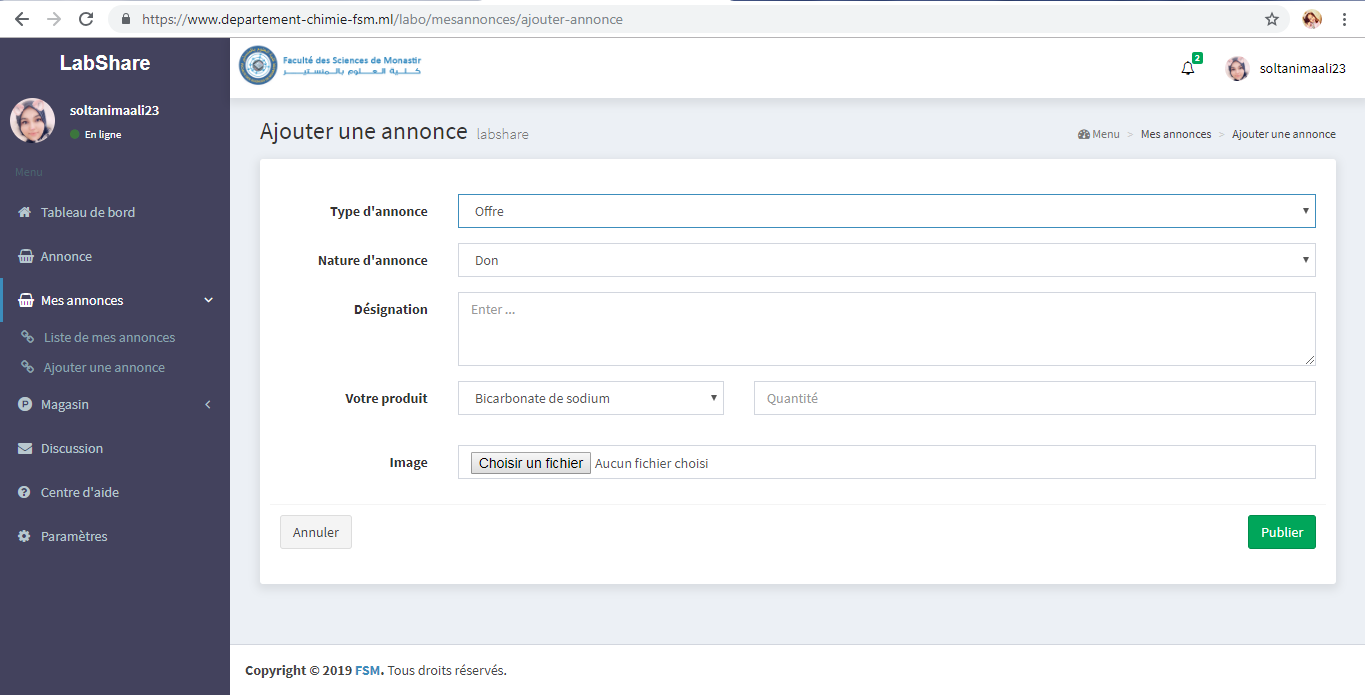 https://www.departement-chimie-fsm.ml/labo/mesannonces/ajouter-annonce
LabShare
Faculté des Sciences de Monastir
كلية العلوم بالمنستير
2
soltanimaali23
soltanimaali23
En ligne
Menu
Tableau de bord
Annonce
Mes annonces
Liste de mes annonces
Ajouter une annonce
Magasin
Discussion
Centre d'aide
Paramètres
Ajouter une annonce labshare
Menu > Mes annonces > Ajouter une annonce
Type d'annonce Offre
Nature d'annonce Don
Désignation Enter ...
Votre produit Bicarbonate de sodium Quantité
Image Choisir un fichier Aucun fichier choisi
Annuler Publier
Copyright © 2019 FSM. Tous droits réservés.